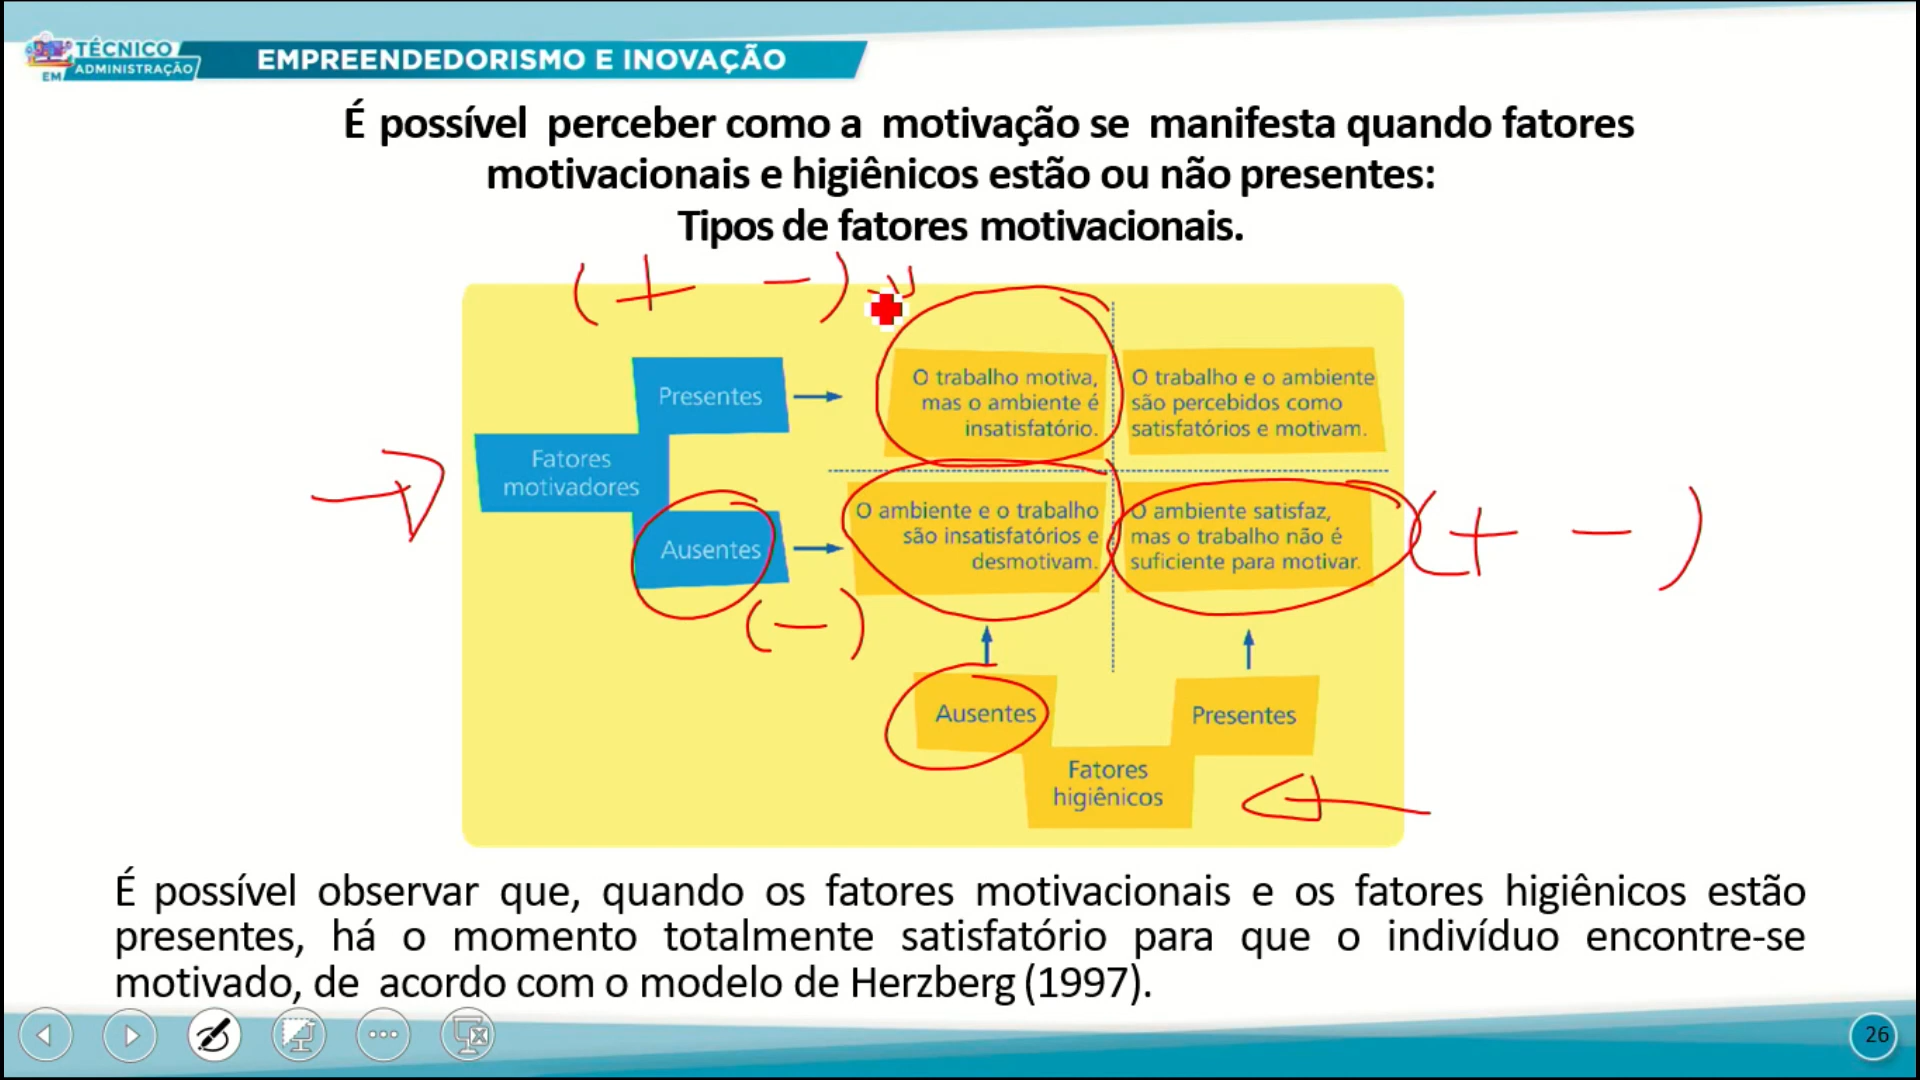 TÉCNICO
EM ADMINISTRAÇÃO
EMPREENDEDORISMO E INOVAÇÃO
É possível perceber como a motivação se manifesta quando fatores
motivacionais e higiênicos estão ou não presentes:
Tipos de fatores motivacionais.
(+ -)
Presentes
O trabalho motiva,
mas o ambiente é
insatisfatório.
O trabalho e o ambiente
são percebidos como
satisfatórios e motivam.
Fatores
motivadores
Ausentes
O ambiente e o trabalho
são insatisfatórios e
desmotivam.
O ambiente satisfaz,
mas o trabalho não é
suficiente para motivar.
(+ -)
(-)
Ausentes
Presentes
Fatores
higiênicos
É possível observar que, quando os fatores motivacionais e os fatores higiênicos estão
presentes, há o momento totalmente satisfatório para que o indivíduo encontre-se
motivado, de acordo com o modelo de Herzberg (1997).
26